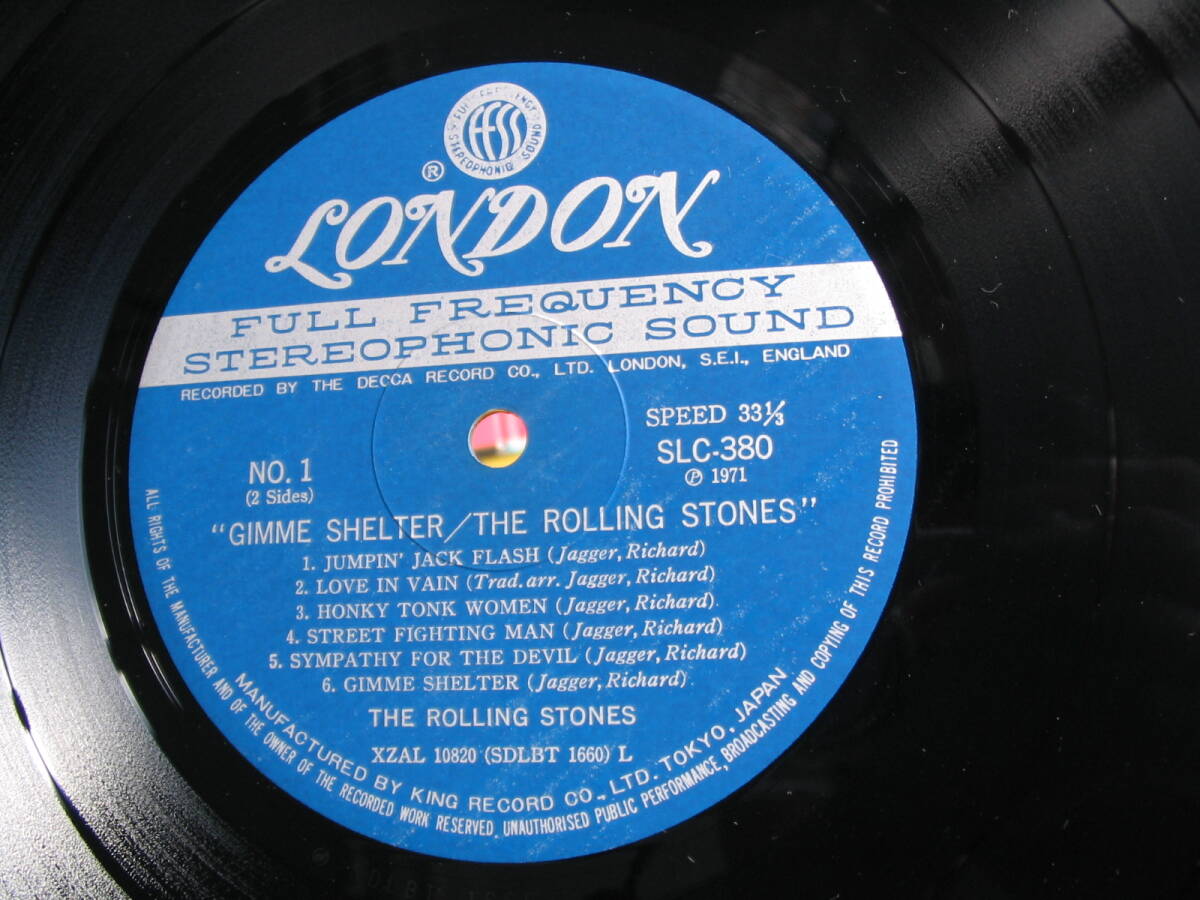 FULL FREQUENCY
STEREOPHONIC SOUND
FFSS
®
LONDON
FULL FREQUENCY
STEREOPHONIC SOUND
RECORDED BY THE DECCA RECORD CO., LTD. LONDON, S.E.I., ENGLAND
SPEED 33⅓
SLC-380
℗ 1971
NO. 1
(2 Sides)
"GIMME SHELTER/THE ROLLING STONES"
1. JUMPIN' JACK FLASH (Jagger, Richard)
2. LOVE IN VAIN (Trad. arr. Jagger, Richard)
3. HONKY TONK WOMEN (Jagger, Richard)
4. STREET FIGHTING MAN (Jagger, Richard)
5. SYMPATHY FOR THE DEVIL (Jagger, Richard)
6. GIMME SHELTER (Jagger, Richard)
THE ROLLING STONES
XZAL 10820 (SDLBT 1660) L
MANUFACTURED BY KING RECORD CO., LTD. TOKYO, JAPAN
ALL RIGHTS OF THE MANUFACTURER AND OF THE OWNER OF THE RECORDED WORK RESERVED. UNAUTHORISED PUBLIC PERFORMANCE, BROADCASTING AND COPYING OF THIS RECORD PROHIBITED